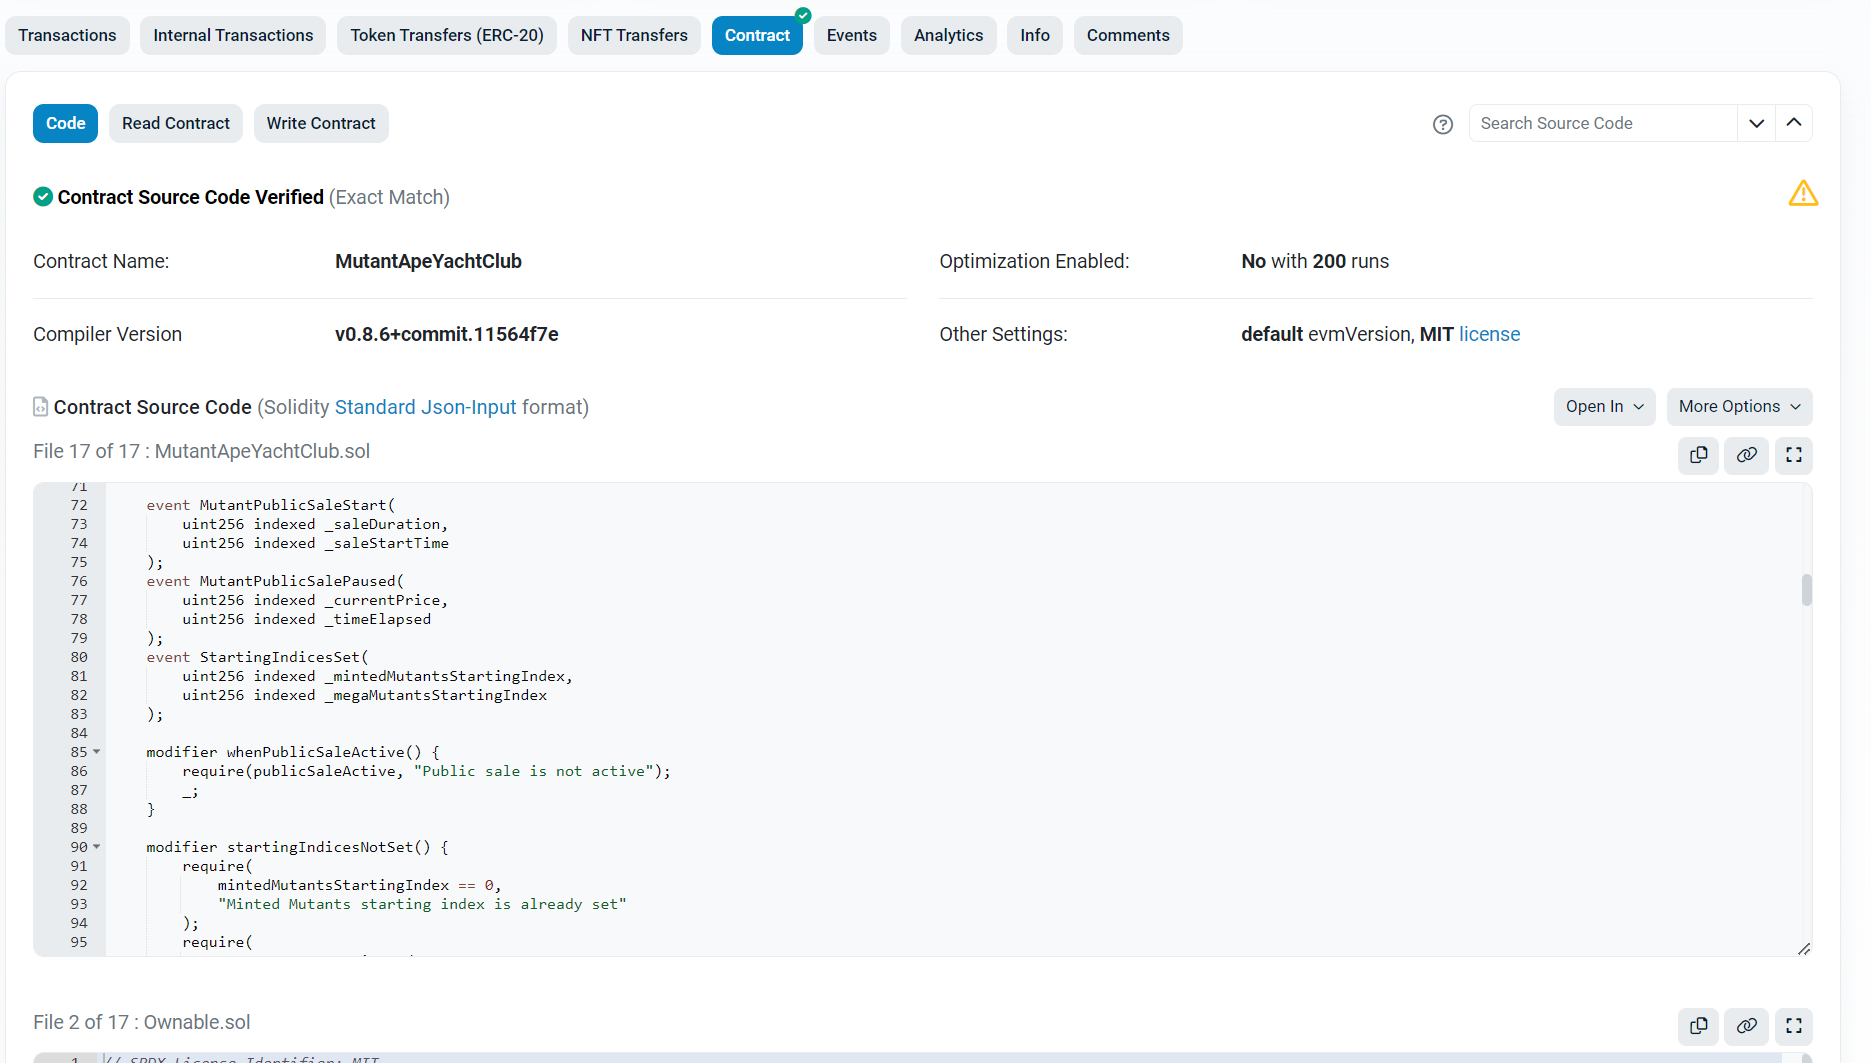 Transactions Internal Transactions Token Transfers (ERC-20) NFT Transfers Contract Events Analytics Info Comments
Code Read Contract Write Contract
Search Source Code
Contract Source Code Verified (Exact Match)
Contract Name: MutantApeYachtClub Optimization Enabled: No with 200 runs
Compiler Version v0.8.6+commit.11564f7e Other Settings: default evmVersion, MIT license
Contract Source Code (Solidity Standard Json-Input format) Open In More Options
File 17 of 17 : MutantApeYachtClub.sol
71
72 event MutantPublicSaleStart(
73 uint256 indexed _saleDuration,
74 uint256 indexed _saleStartTime
75 );
76 event MutantPublicSalePaused(
77 uint256 indexed _currentPrice,
78 uint256 indexed _timeElapsed
79 );
80 event StartingIndicesSet(
81 uint256 indexed _mintedMutantsStartingIndex,
82 uint256 indexed _megaMutantsStartingIndex
83 );
84
85 modifier whenPublicSaleActive() {
86 require(publicSaleActive, "Public sale is not active");
87 _;
88 }
89
90 modifier startingIndicesNotSet() {
91 require(
92 mintedMutantsStartingIndex == 0,
93 "Minted Mutants starting index is already set"
94 );
95 require(
File 2 of 17 : Ownable.sol
1 // SPDX-License-Identifier: MIT